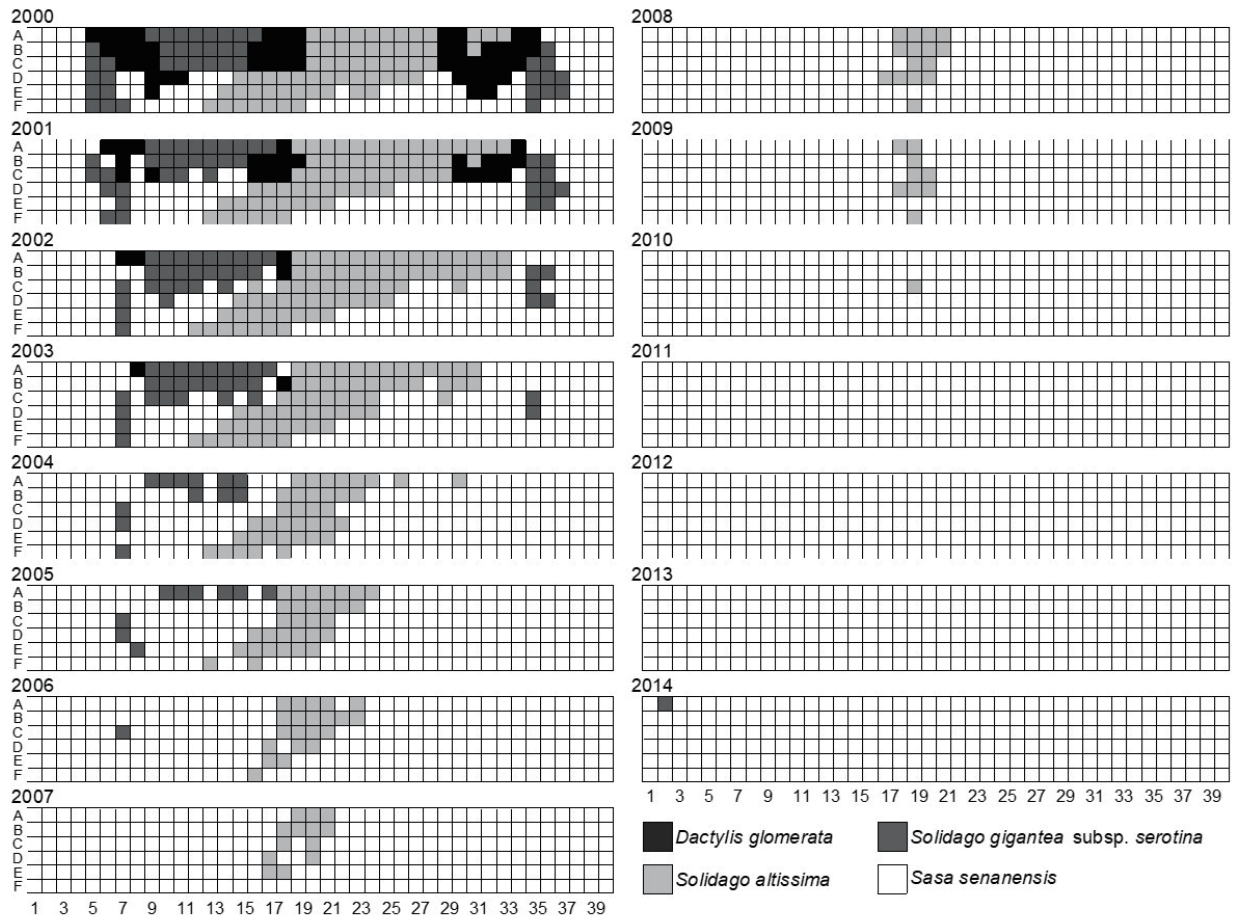 2000
A
B
C
D
E
F
2001
A
B
C
D
E
F
2002
A
B
C
D
E
F
2003
A
B
C
D
E
F
2004
A
B
C
D
E
F
2005
A
B
C
D
E
F
2006
A
B
C
D
E
F
2007
A
B
C
D
E
F
1 3 5 7 9 11 13 15 17 19 21 23 25 27 29 31 33 35 37 39
2008
2009
2010
2011
2012
2013
2014
1 3 5 7 9 11 13 15 17 19 21 23 25 27 29 31 33 35 37 39
Dactylis glomerata
Solidago gigantea subsp. serotina
Solidago altissima
Sasa senanensis